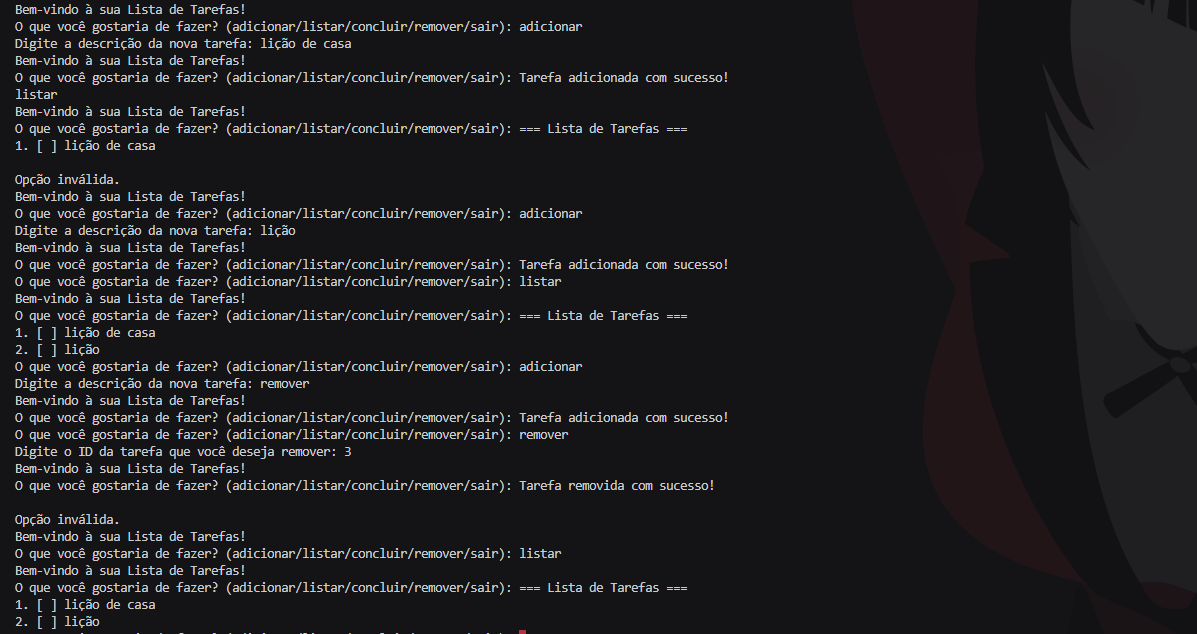 Bem-vindo à sua Lista de Tarefas!
O que você gostaria de fazer? (adicionar/listar/concluir/remover/sair): adicionar
Digite a descrição da nova tarefa: lição de casa
Bem-vindo à sua Lista de Tarefas!
O que você gostaria de fazer? (adicionar/listar/concluir/remover/sair): Tarefa adicionada com sucesso!
listar
Bem-vindo à sua Lista de Tarefas!
O que você gostaria de fazer? (adicionar/listar/concluir/remover/sair): === Lista de Tarefas ===
1. [ ] lição de casa
Opção inválida.
Bem-vindo à sua Lista de Tarefas!
O que você gostaria de fazer? (adicionar/listar/concluir/remover/sair): adicionar
Digite a descrição da nova tarefa: lição
Bem-vindo à sua Lista de Tarefas!
O que você gostaria de fazer? (adicionar/listar/concluir/remover/sair): Tarefa adicionada com sucesso!
O que você gostaria de fazer? (adicionar/listar/concluir/remover/sair): listar
Bem-vindo à sua Lista de Tarefas!
O que você gostaria de fazer? (adicionar/listar/concluir/remover/sair): === Lista de Tarefas ===
1. [ ] lição de casa
2. [ ] lição
O que você gostaria de fazer? (adicionar/listar/concluir/remover/sair): adicionar
Digite a descrição da nova tarefa: remover
Bem-vindo à sua Lista de Tarefas!
O que você gostaria de fazer? (adicionar/listar/concluir/remover/sair): Tarefa adicionada com sucesso!
O que você gostaria de fazer? (adicionar/listar/concluir/remover/sair): remover
Digite o ID da tarefa que você deseja remover: 3
Bem-vindo à sua Lista de Tarefas!
O que você gostaria de fazer? (adicionar/listar/concluir/remover/sair): Tarefa removida com sucesso!
Opção inválida.
Bem-vindo à sua Lista de Tarefas!
O que você gostaria de fazer? (adicionar/listar/concluir/remover/sair): listar
Bem-vindo à sua Lista de Tarefas!
O que você gostaria de fazer? (adicionar/listar/concluir/remover/sair): === Lista de Tarefas ===
1. [ ] lição de casa
2. [ ] lição